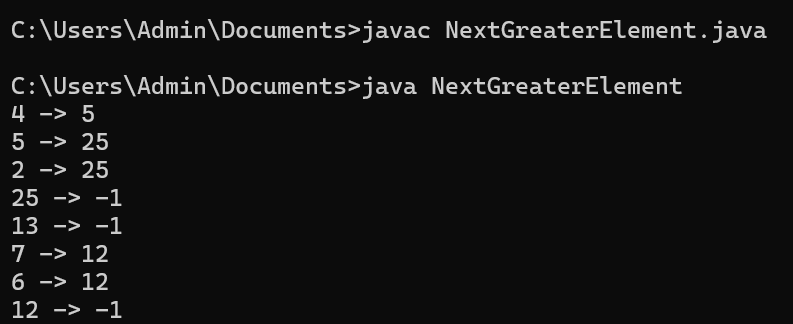 C:\Users\Admin\Documents>javac NextGreaterElement.java
C:\Users\Admin\Documents>java NextGreaterElement
4 -> 5
5 -> 25
2 -> 25
25 -> -1
13 -> -1
7 -> 12
6 -> 12
12 -> -1